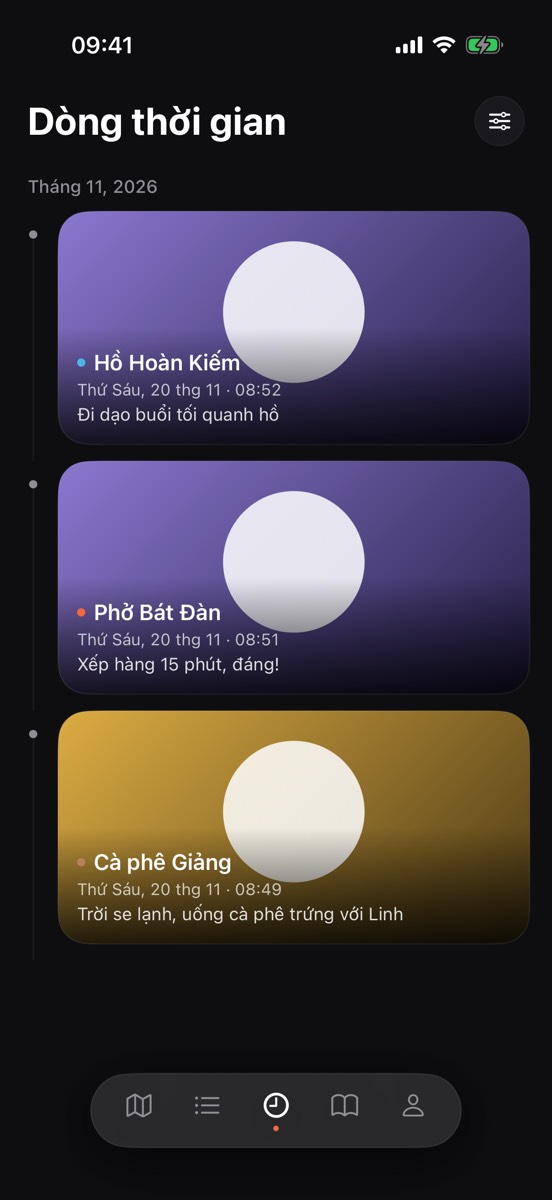 09:41
Dòng thời gian
Tháng 11, 2026
Hồ Hoàn Kiếm
Thứ Sáu, 20 thg 11 · 08:52
Đi dạo buổi tối quanh hồ
Phở Bát Đàn
Thứ Sáu, 20 thg 11 · 08:51
Xếp hàng 15 phút, đáng!
Cà phê Giảng
Thứ Sáu, 20 thg 11 · 08:49
Trời se lạnh, uống cà phê trứng với Linh